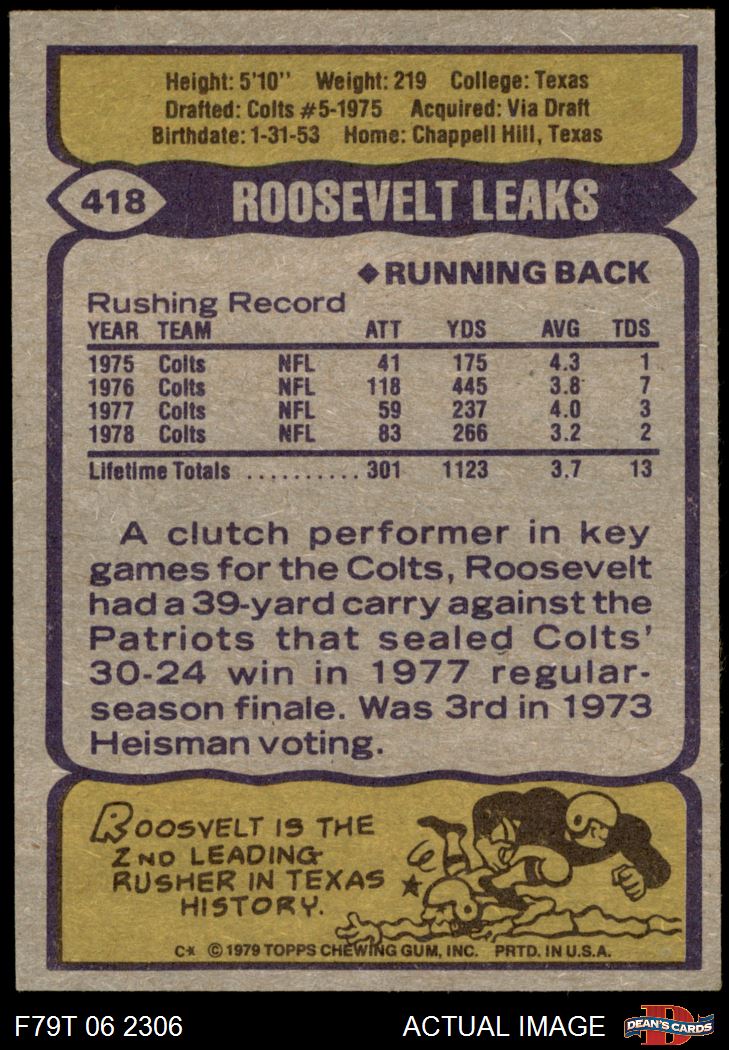 Height: 5'10'' Weight: 219 College: Texas
Drafted: Colts #5-1975 Acquired: Via Draft
Birthdate: 1-31-53 Home: Chappell Hill, Texas
418 ROOSEVELT LEAKS
◆RUNNING BACK
Rushing Record
YEAR TEAM ATT YDS AVG TDS
1975 Colts NFL 41 175 4.3 1
1976 Colts NFL 118 445 3.8 7
1977 Colts NFL 59 237 4.0 3
1978 Colts NFL 83 266 3.2 2
Lifetime Totals .......... 301 1123 3.7 13
A clutch performer in key
games for the Colts, Roosevelt
had a 39-yard carry against the
Patriots that sealed Colts'
30-24 win in 1977 regular-
season finale. Was 3rd in 1973
Heisman voting.
ROOSVELT IS THE
2ND LEADING
RUSHER IN TEXAS
HISTORY.
C* © 1979 TOPPS CHEWING GUM, INC. PRTD. IN U.S.A.
F79T 06 2306 ACTUAL IMAGE D DEAN'S CARDS